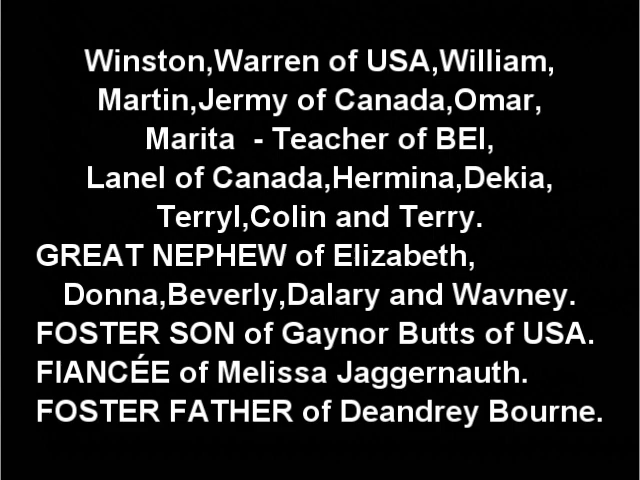 Winston,Warren of USA,William,
Martin,Jermy of Canada,Omar,
Marita - Teacher of BEI,
Lanel of Canada,Hermina,Dekia,
Terryl,Colin and Terry.
GREAT NEPHEW of Elizabeth,
Donna,Beverly,Dalary and Wavney.
FOSTER SON of Gaynor Butts of USA.
FIANCÉE of Melissa Jaggernauth.
FOSTER FATHER of Deandrey Bourne.